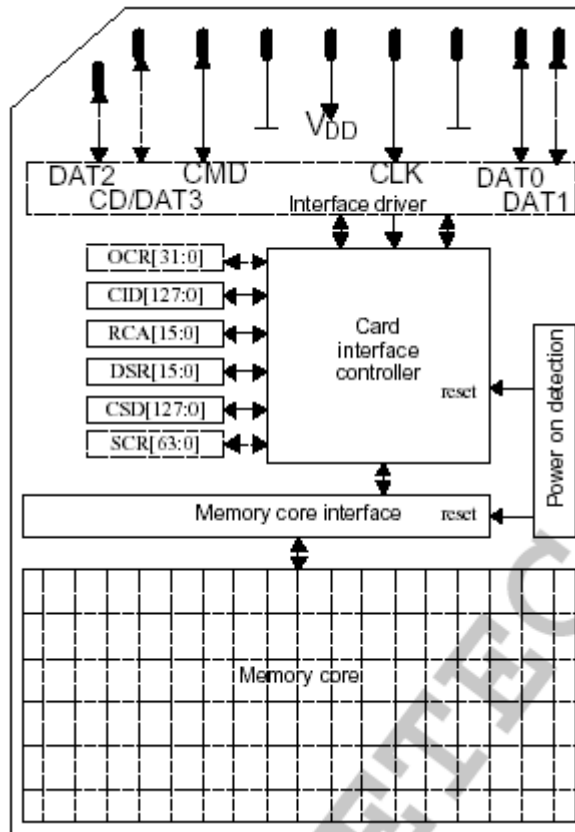 VDD
DAT2 CMD CLK DAT0
CD/DAT3 DAT1
Interface driver
OCR[31:0]
CID[127:0]
RCA[15:0]
DSR[15:0]
CSD[127:0]
SCR[63:0]
Card
interface
controller
reset
Power on detection
Memory core interface reset
Memory core
ETEC